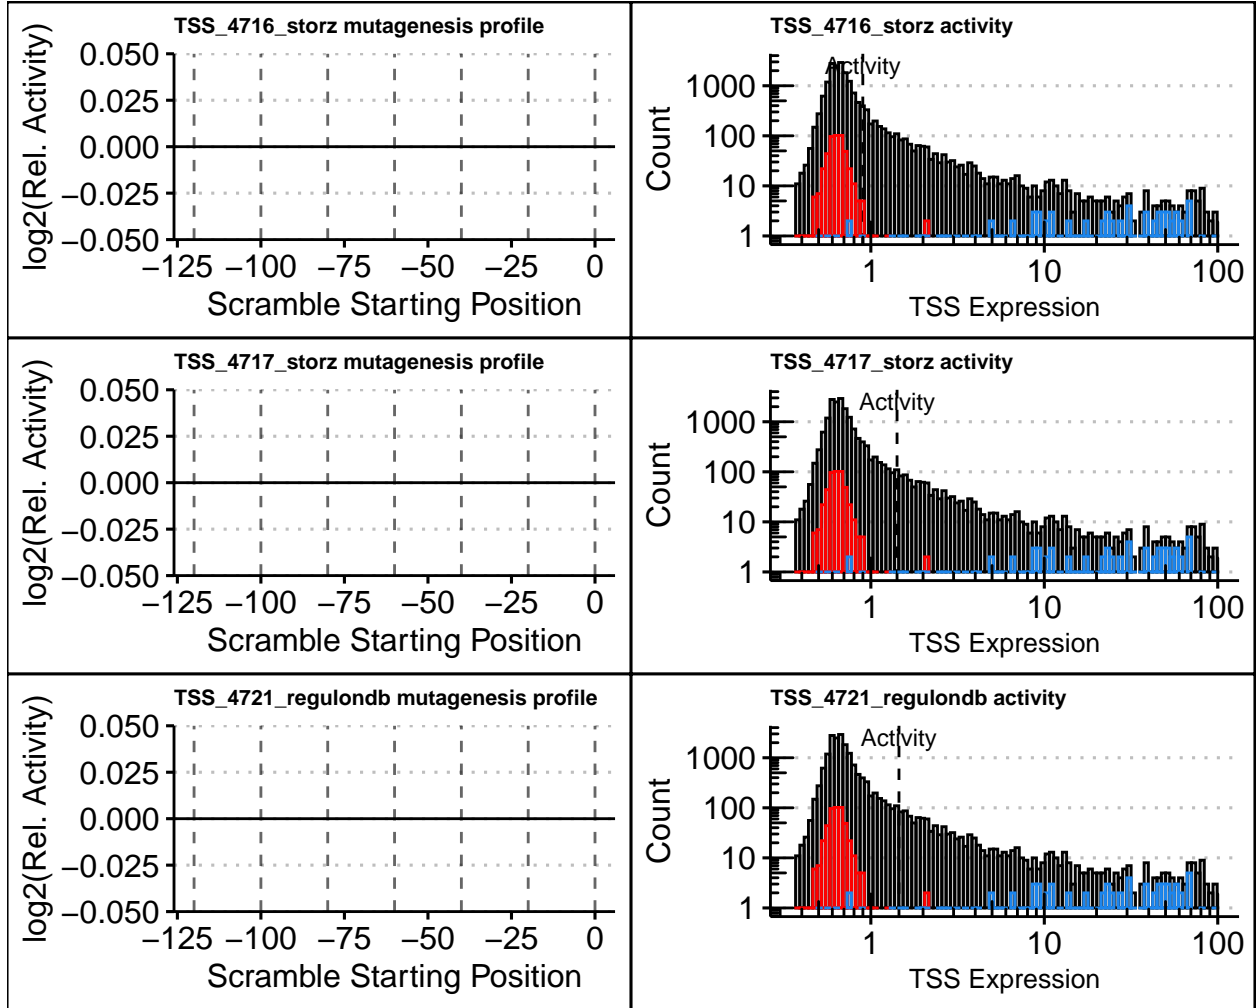 TSS_4716_storz mutagenesis profile
log2(Rel. Activity)
0.050
0.025
0.000
−0.025
−0.050
−125 −100 −75 −50 −25 0
Scramble Starting Position
TSS_4716_storz activity
Activity
Count
1000
100
10
1
1 10 100
TSS Expression
TSS_4717_storz mutagenesis profile
log2(Rel. Activity)
0.050
0.025
0.000
−0.025
−0.050
−125 −100 −75 −50 −25 0
Scramble Starting Position
TSS_4717_storz activity
Activity
Count
1000
100
10
1
1 10 100
TSS Expression
TSS_4721_regulondb mutagenesis profile
log2(Rel. Activity)
0.050
0.025
0.000
−0.025
−0.050
−125 −100 −75 −50 −25 0
Scramble Starting Position
TSS_4721_regulondb activity
Activity
Count
1000
100
10
1
1 10 100
TSS Expression